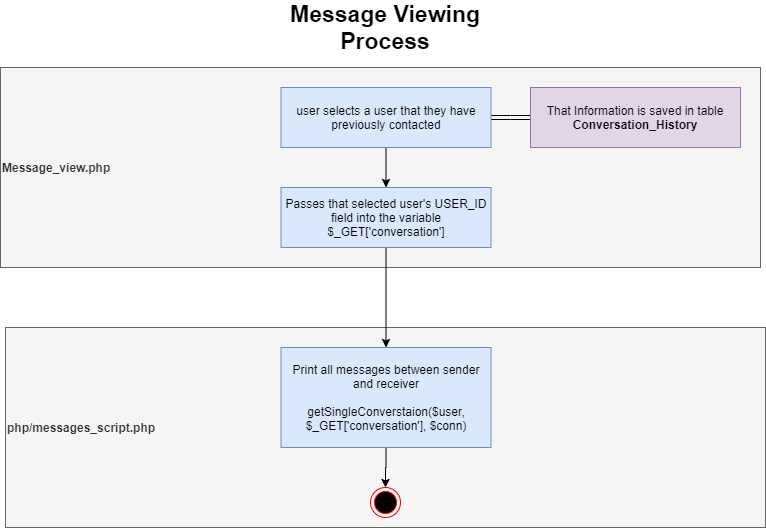 Message Viewing
Process
user selects a user that they have
previously contacted
That Information is saved in table
Conversation_History
Message_view.php
Passes that selected user's USER_ID
field into the variable
$_GET['conversation']
Print all messages between sender
and receiver
getSingleConverstaion($user,
$_GET['conversation'], $conn)
php/messages_script.php